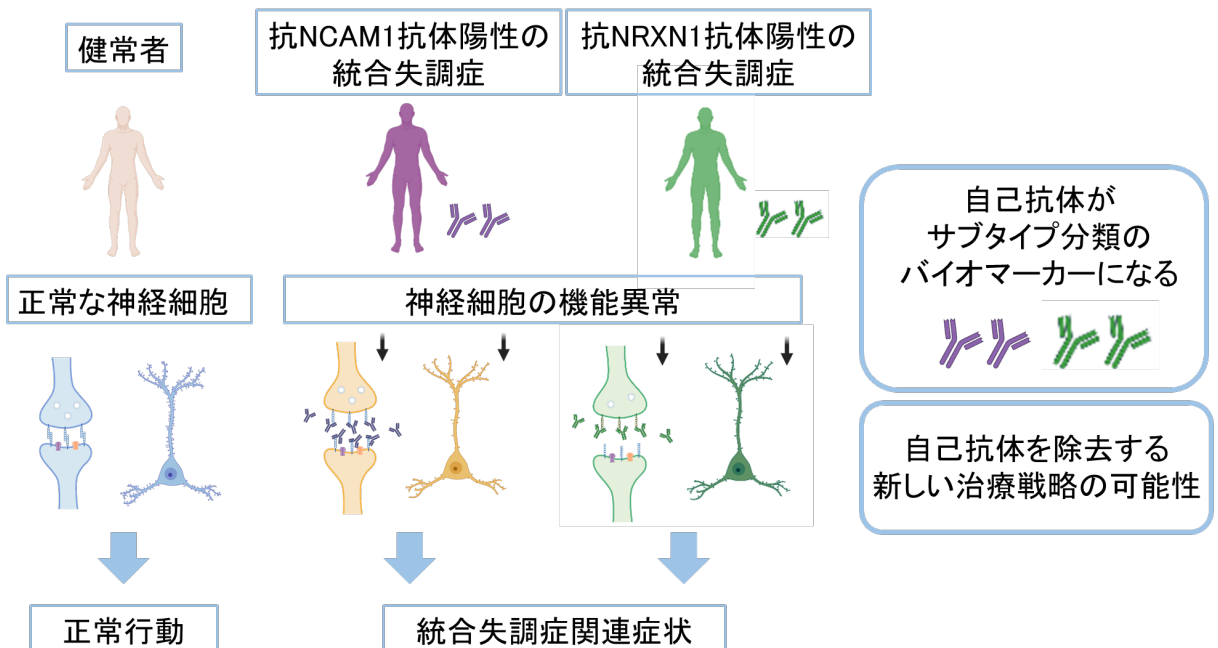 健常者
抗NCAM1抗体陽性の
統合失調症
抗NRXN1抗体陽性の
統合失調症
正常な神経細胞
神経細胞の機能異常
正常行動
統合失調症関連症状
自己抗体が
サブタイプ分類の
バイオマーカーになる
自己抗体を除去する
新しい治療戦略の可能性